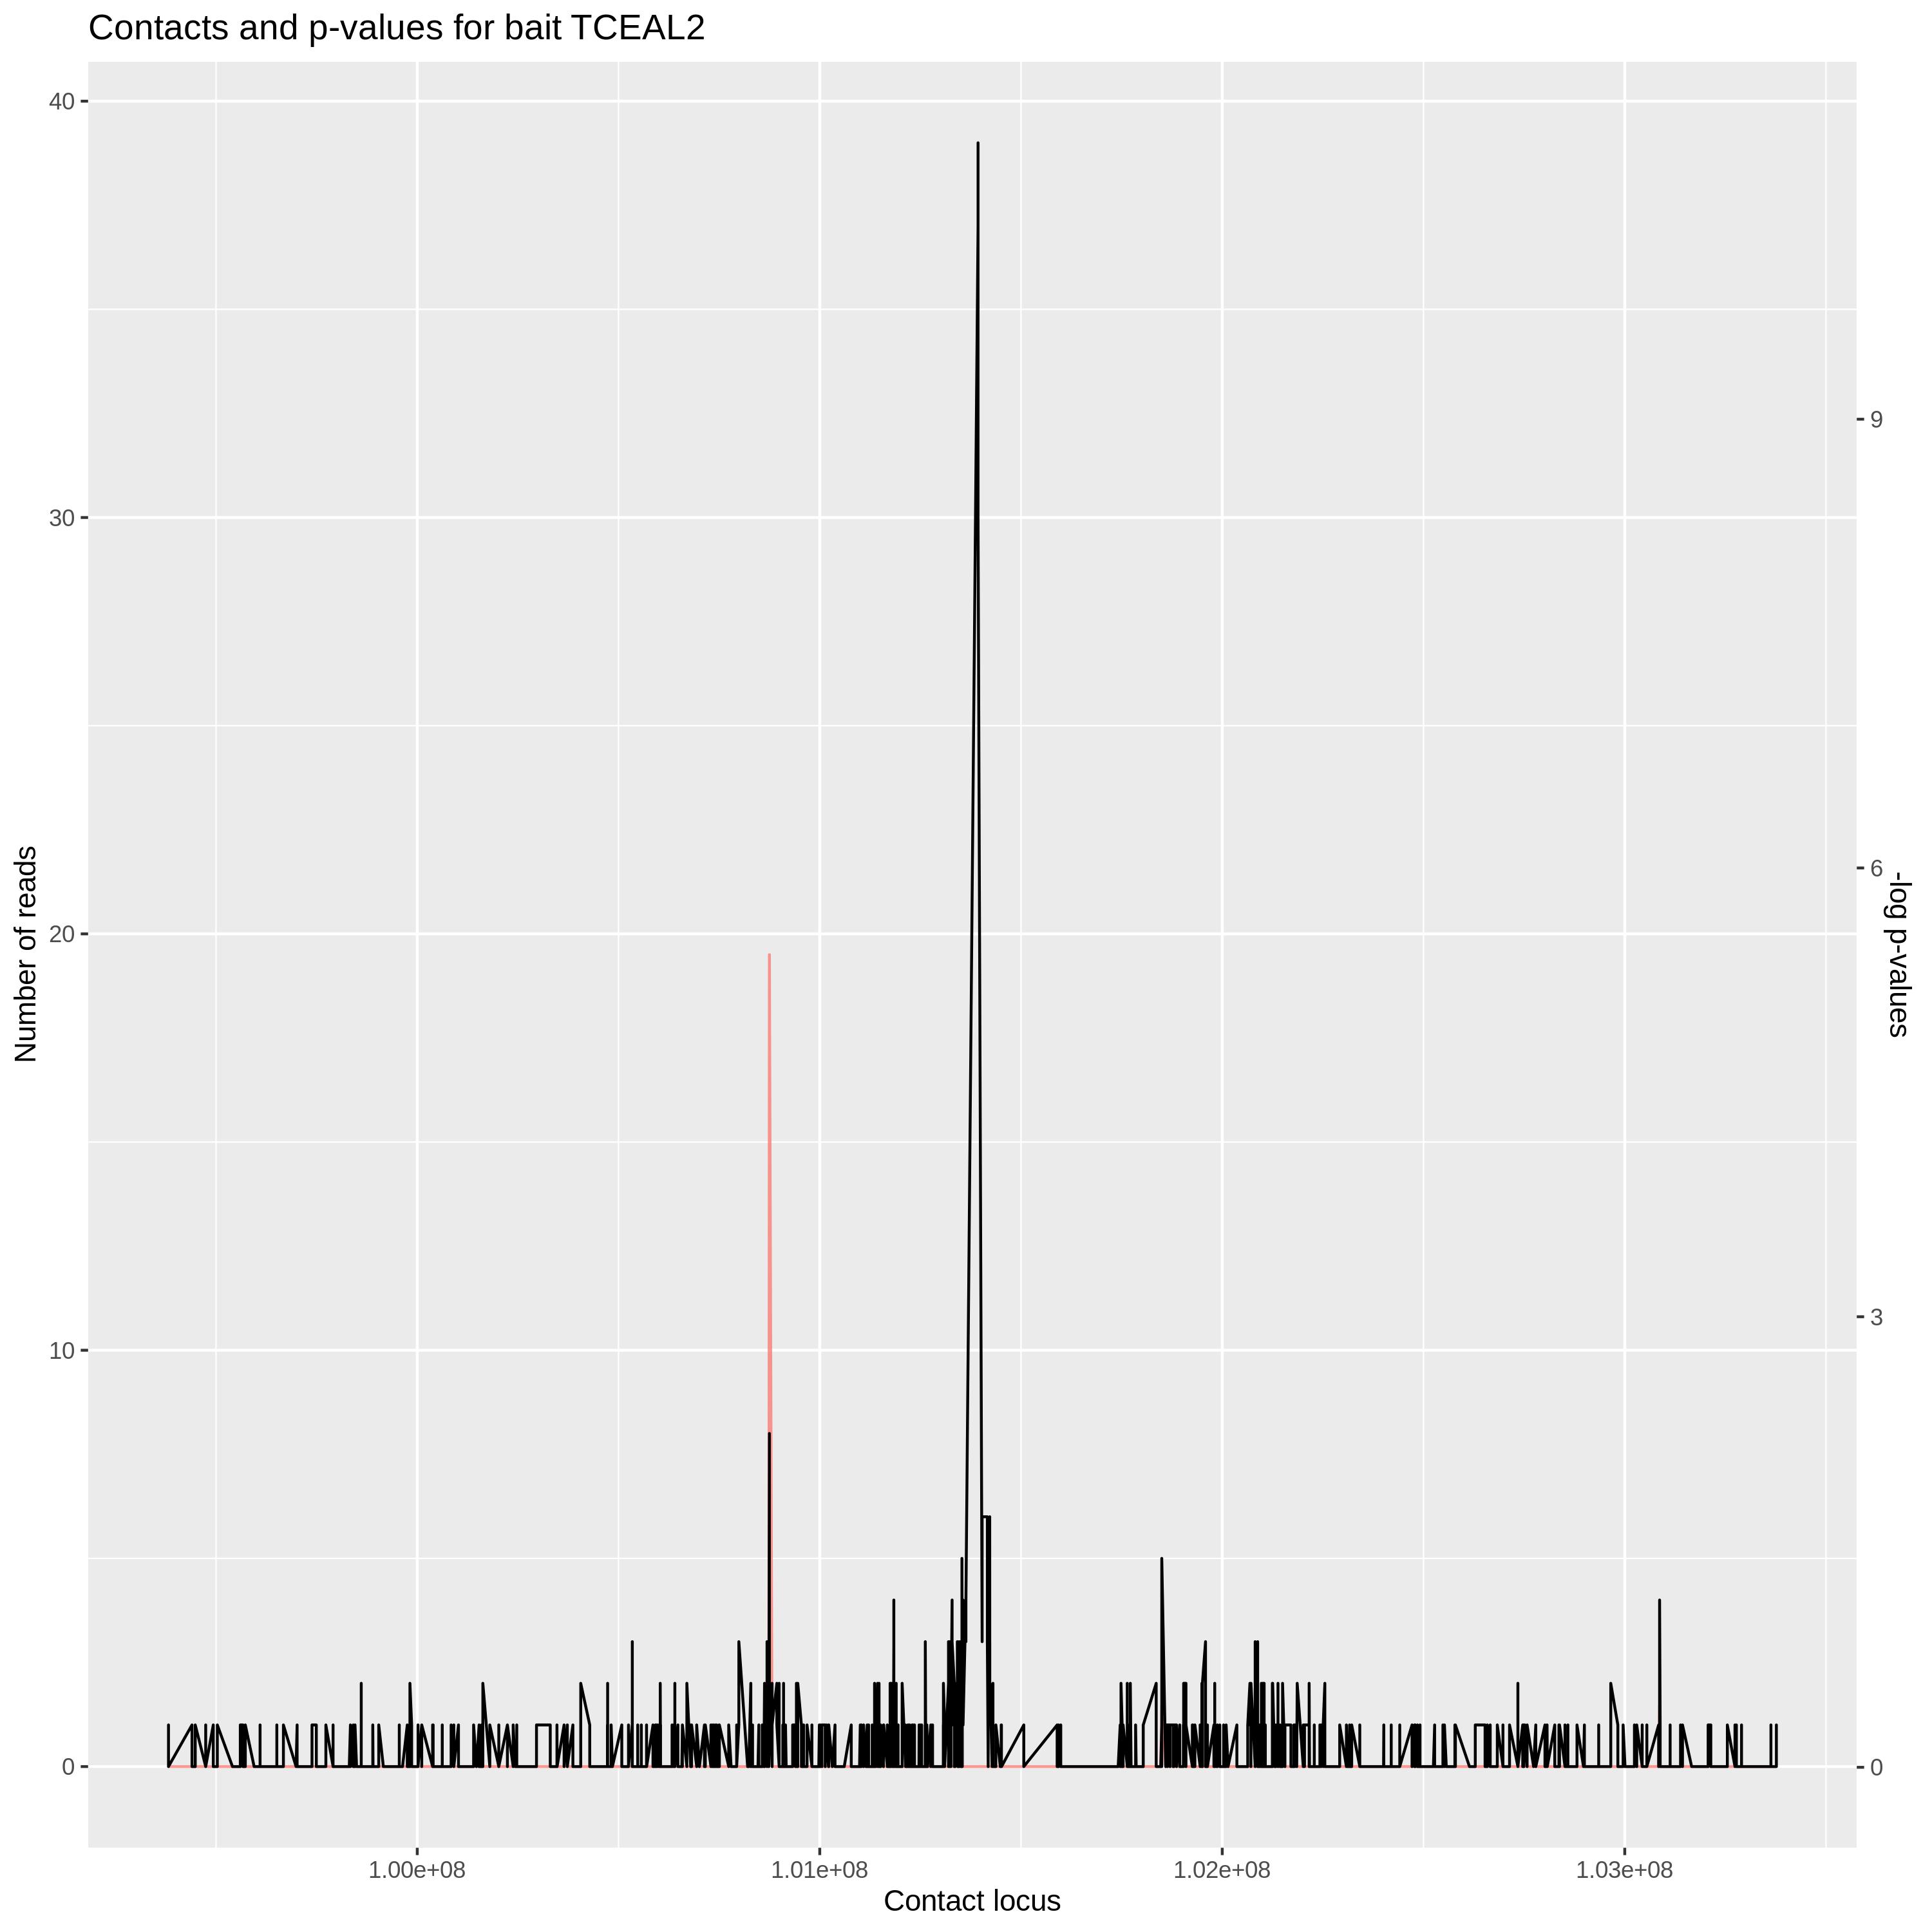 Contacts and p-values for bait TCEAL2
40
30
20
10
0
Number of reads
9
6
3
0
-log p-values
1.00e+08 1.01e+08 1.02e+08 1.03e+08
Contact locus